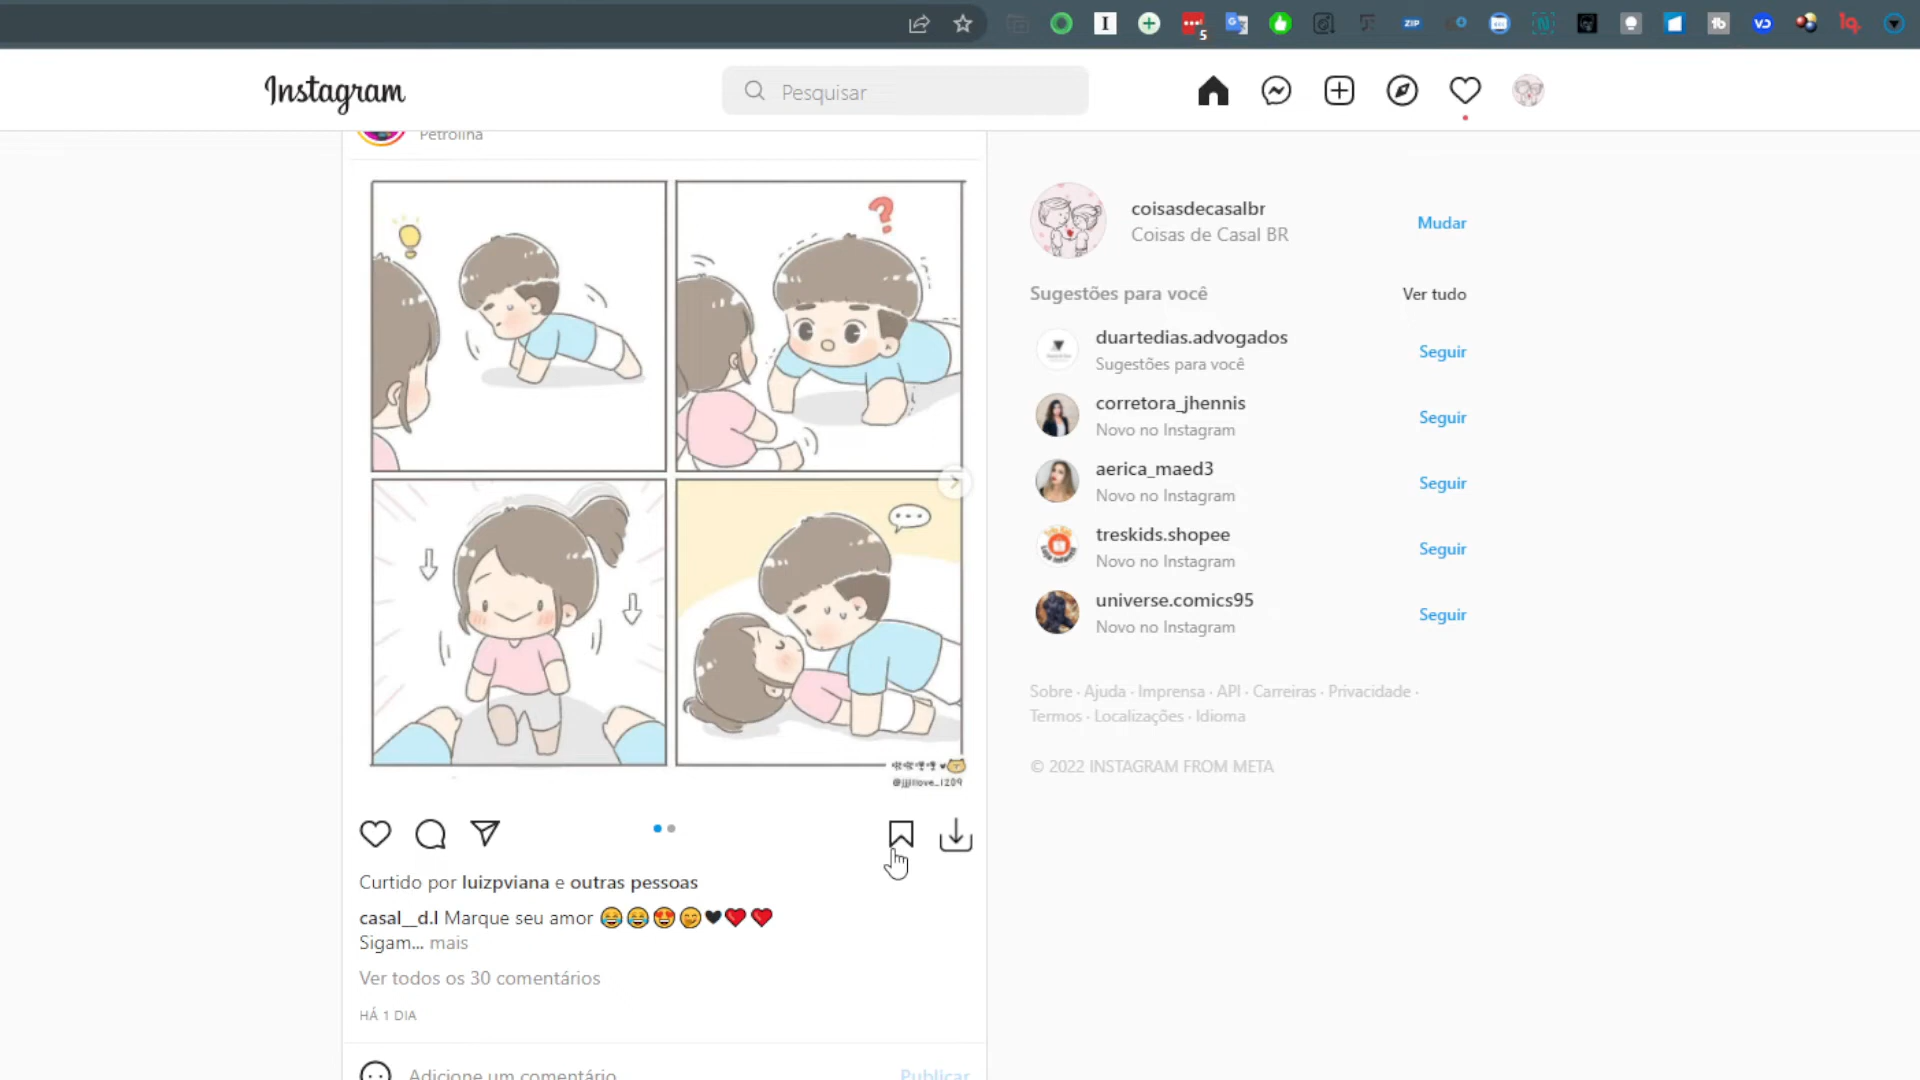 5
ZIP
Instagram
Pesquisar
Petrolina
?
coisasdecasalbr
Coisas de Casal BR
Mudar
Sugestões para você
Ver tudo
duartedias.advogados
Sugestões para você
Seguir
corretora_jhennis
Novo no Instagram
Seguir
aerica_maed3
Novo no Instagram
Seguir
treskids.shopee
Novo no Instagram
Seguir
universe.comics95
Novo no Instagram
Seguir
Sobre · Ajuda · Imprensa · API · Carreiras · Privacidade ·
Termos · Localizações · Idioma
© 2022 INSTAGRAM FROM META
Curtido por luizpviana e outras pessoas
casal__d.l Marque seu amor 😂😂😍🤭🖤❤️❤️
Sigam... mais
Ver todos os 30 comentários
HÁ 1 DIA
Adicione um comentário
Publicar